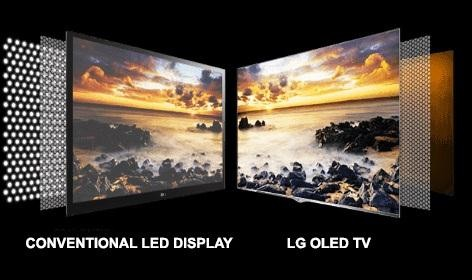 CONVENTIONAL LED DISPLAY
LG OLED TV